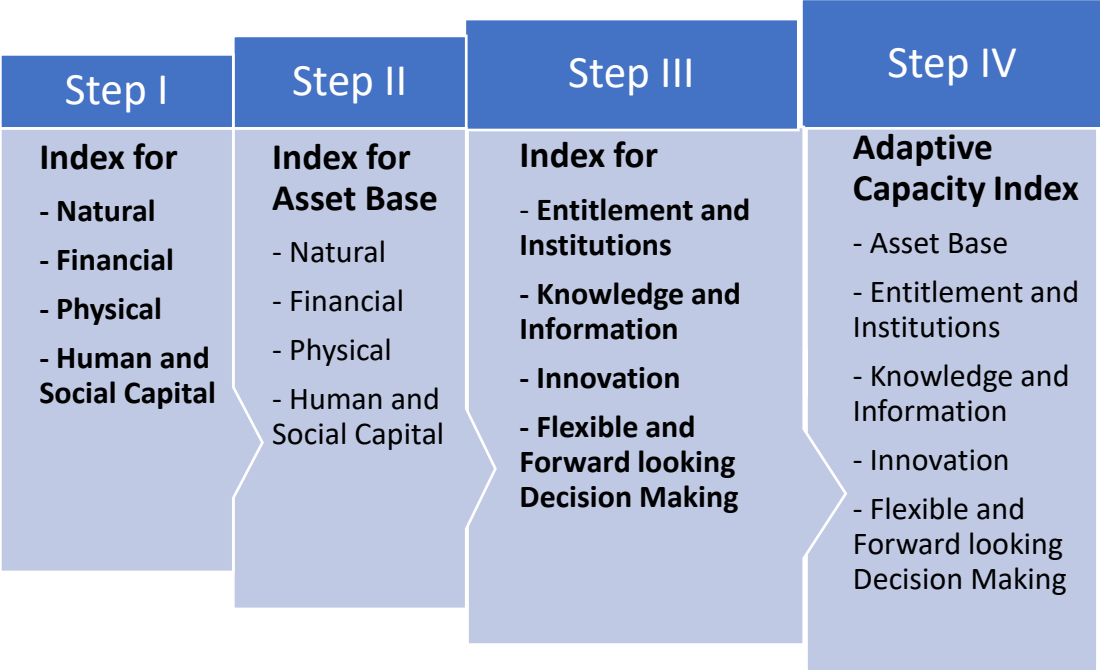 Step I
Index for
- Natural
- Financial
- Physical
- Human and
Social Capital
Step II
Index for
Asset Base
- Natural
- Financial
- Physical
- Human and
Social Capital
Step III
Index for
- Entitlement and
Institutions
- Knowledge and
Information
- Innovation
- Flexible and
Forward looking
Decision Making
Step IV
Adaptive
Capacity Index
- Asset Base
- Entitlement and
Institutions
- Knowledge and
Information
- Innovation
- Flexible and
Forward looking
Decision Making